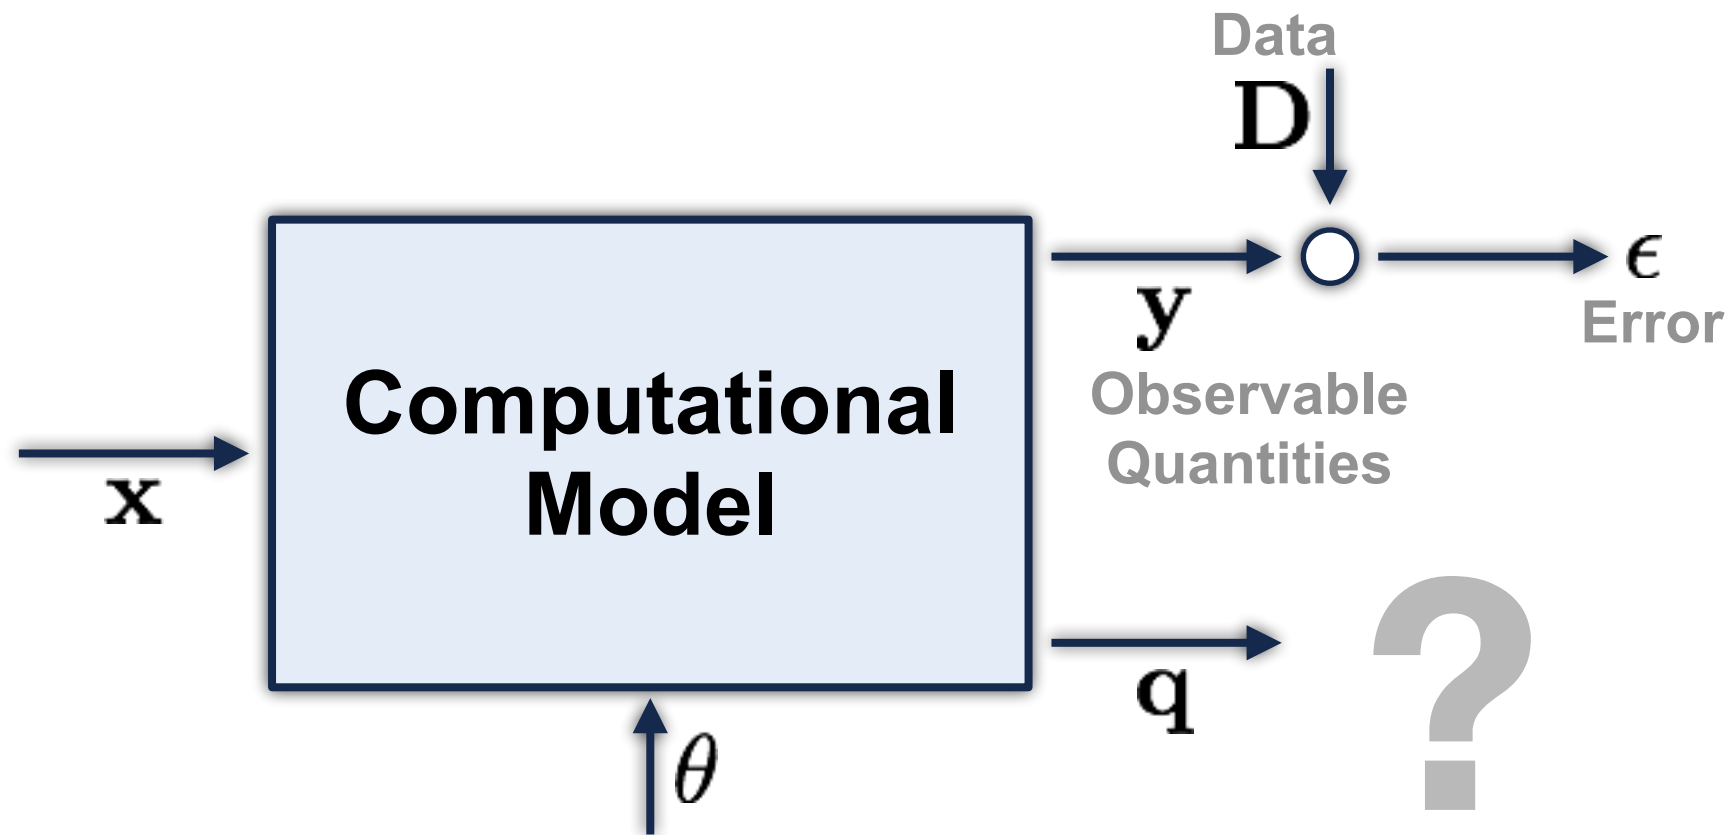 Data
D
ϵ
y
Error
Computational
Model
Observable
Quantities
x
q
?
θ